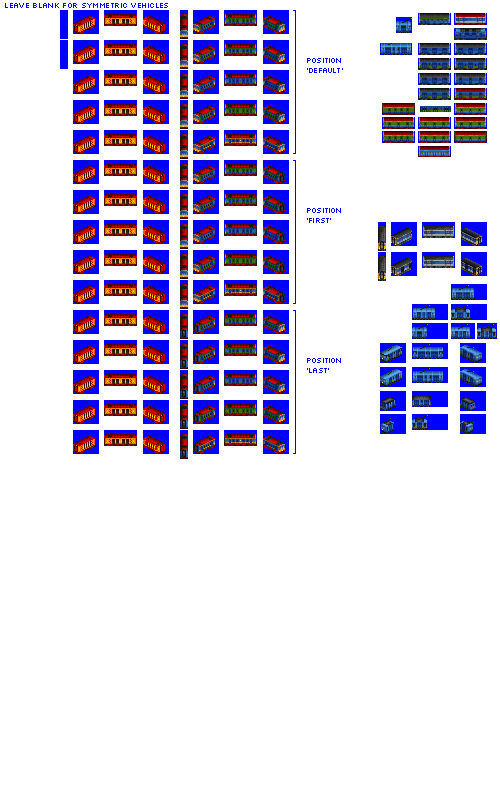 LEAVE BLANK FOR SYMMETRIC VEHICLES
POSITION
'DEFAULT'
POSITION
'FIRST'
POSITION
'LAST'